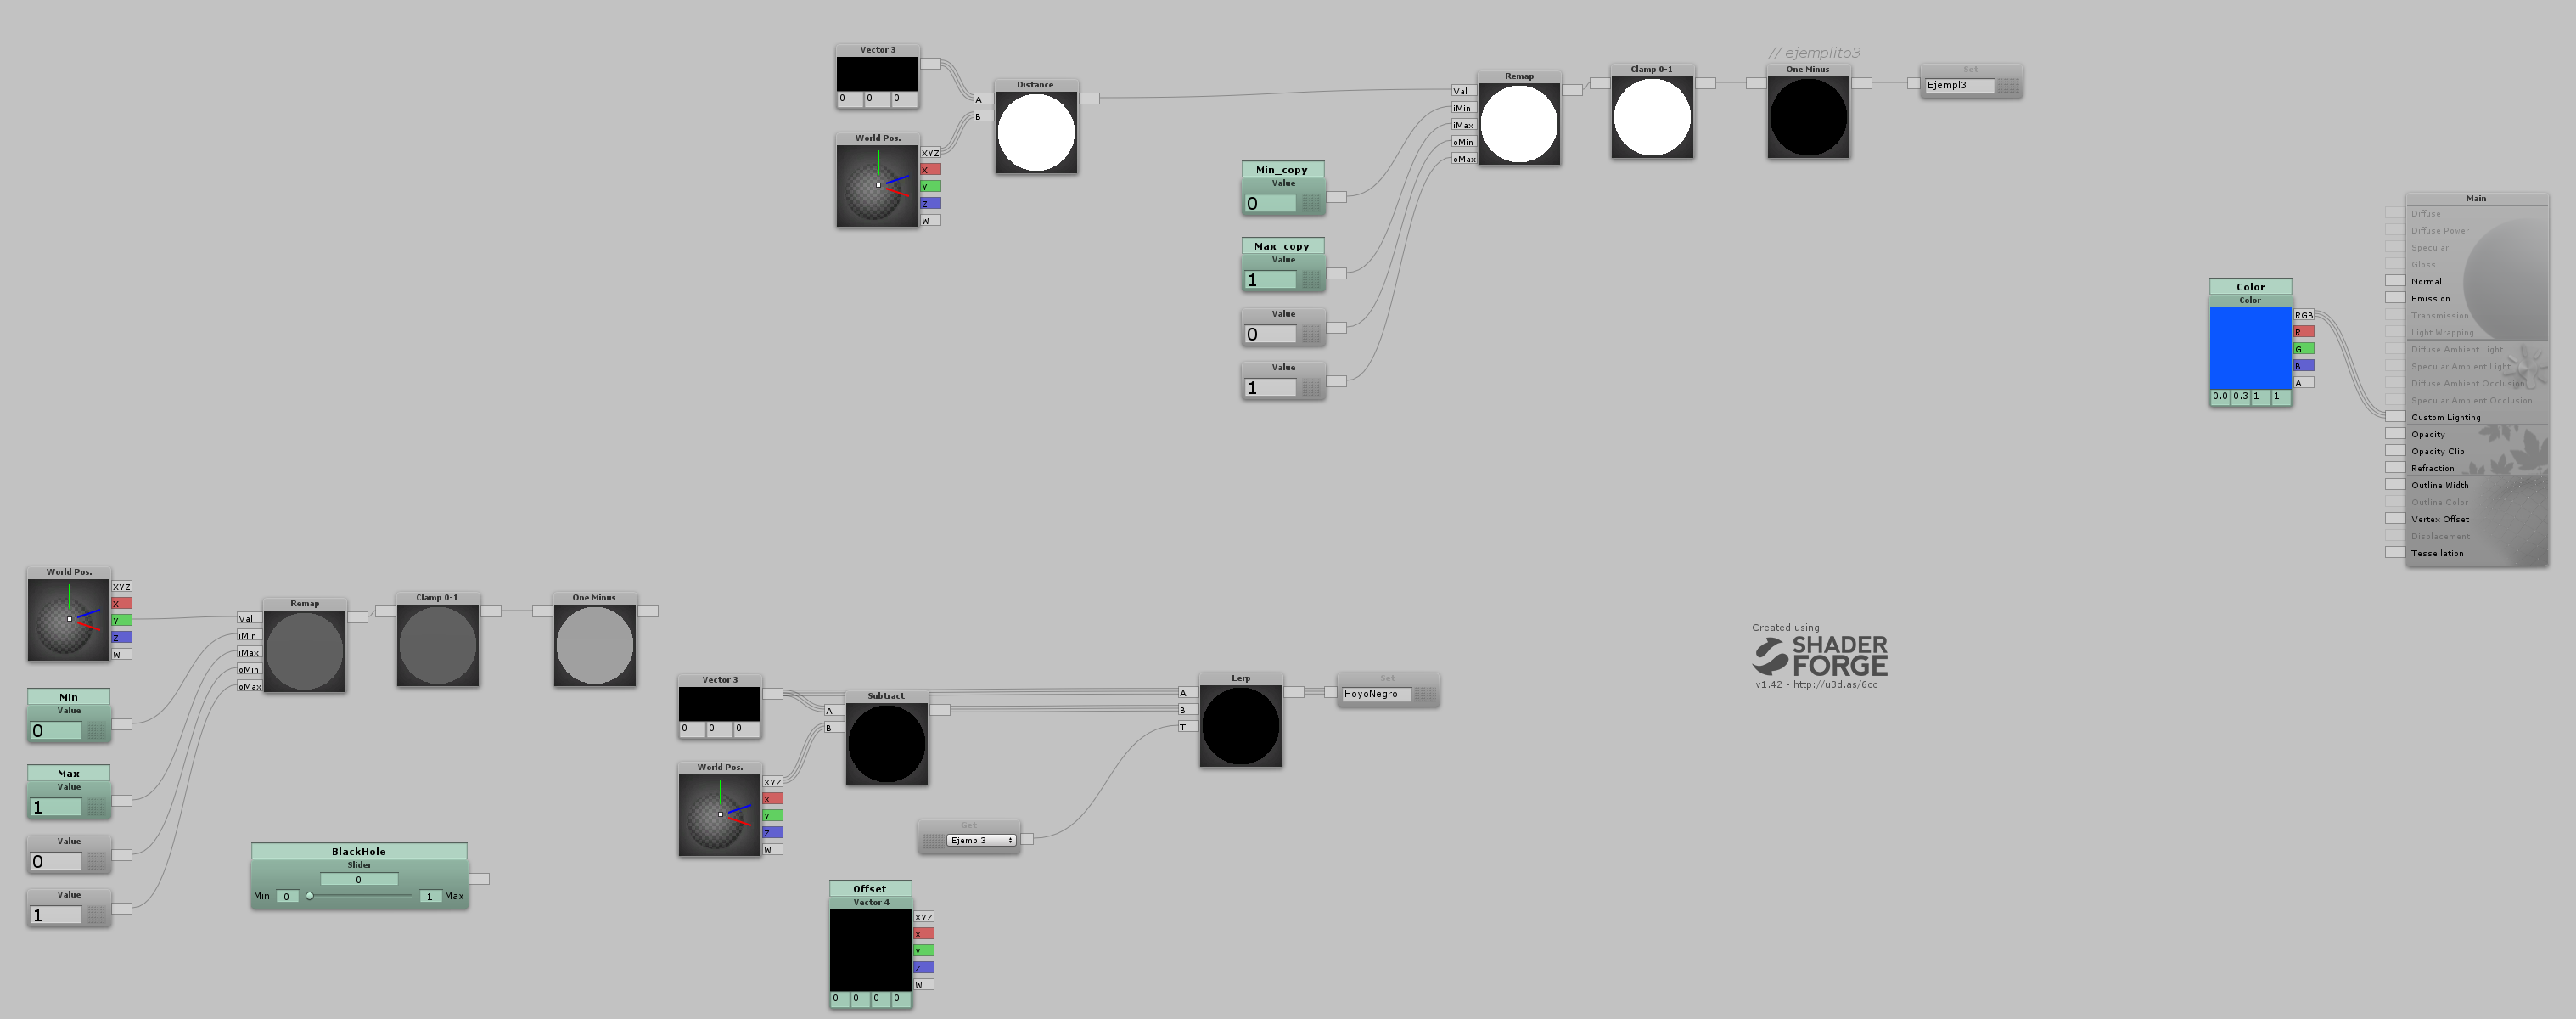 // ejemplito3
Vector 3
0 0 0
World Pos.
XYZ
X
Y
Z
W
Distance
A
B
Min_copy
Value
0
Max_copy
Value
1
Value
0
Value
1
Remap
Val
iMin
iMax
oMin
oMax
Clamp 0-1
One Minus
Set
Ejempl3
Color
Color
RGB
R
G
B
A
0.0 0.3 1 1
Main
Diffuse
Diffuse Power
Specular
Gloss
Normal
Emission
Transmission
Light Wrapping
Diffuse Ambient Light
Specular Ambient Light
Diffuse Ambient Occlusion
Specular Ambient Occlusion
Custom Lighting
Opacity
Opacity Clip
Refraction
Outline Width
Outline Color
Vertex Offset
Displacement
Tessellation
World Pos.
XYZ
X
Y
Z
W
Min
Value
0
Max
Value
1
Value
0
Value
1
Remap
Val
iMin
iMax
oMin
oMax
Clamp 0-1
One Minus
BlackHole
Slider
0
Min 0 1 Max
Vector 3
0 0 0
World Pos.
XYZ
X
Y
Z
W
Subtract
A
B
Get
Ejempl3
Offset
Vector 4
XYZ
X
Y
Z
W
0 0 0 0
Lerp
A
B
T
Set
HoyoNegro
Created using
SHADER
FORGE
v1.42 - http://u3d.as/6cc